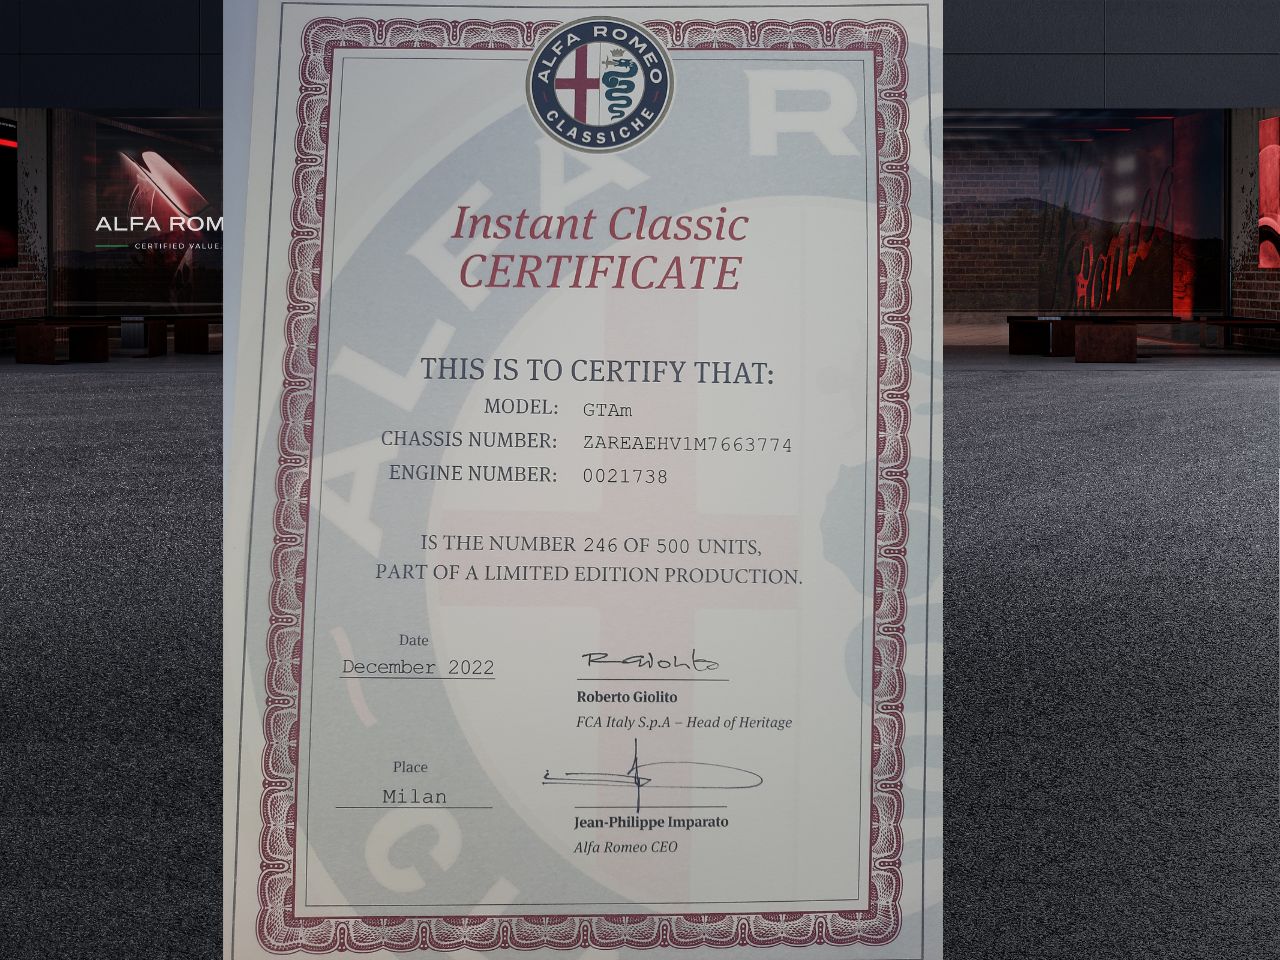 ALFA ROMEO
CLASSICHE
Instant Classic
CERTIFICATE
THIS IS TO CERTIFY THAT:
MODEL: GTAm
CHASSIS NUMBER: ZAREAEHV1M7663774
ENGINE NUMBER: 0021738
IS THE NUMBER 246 OF 500 UNITS,
PART OF A LIMITED EDITION PRODUCTION.
Date
December 2022
Roberto Giolito
FCA Italy S.p.A – Head of Heritage
Place
Milan
Jean-Philippe Imparato
Alfa Romeo CEO
ALFA ROM
CERTIFIED VALUE.